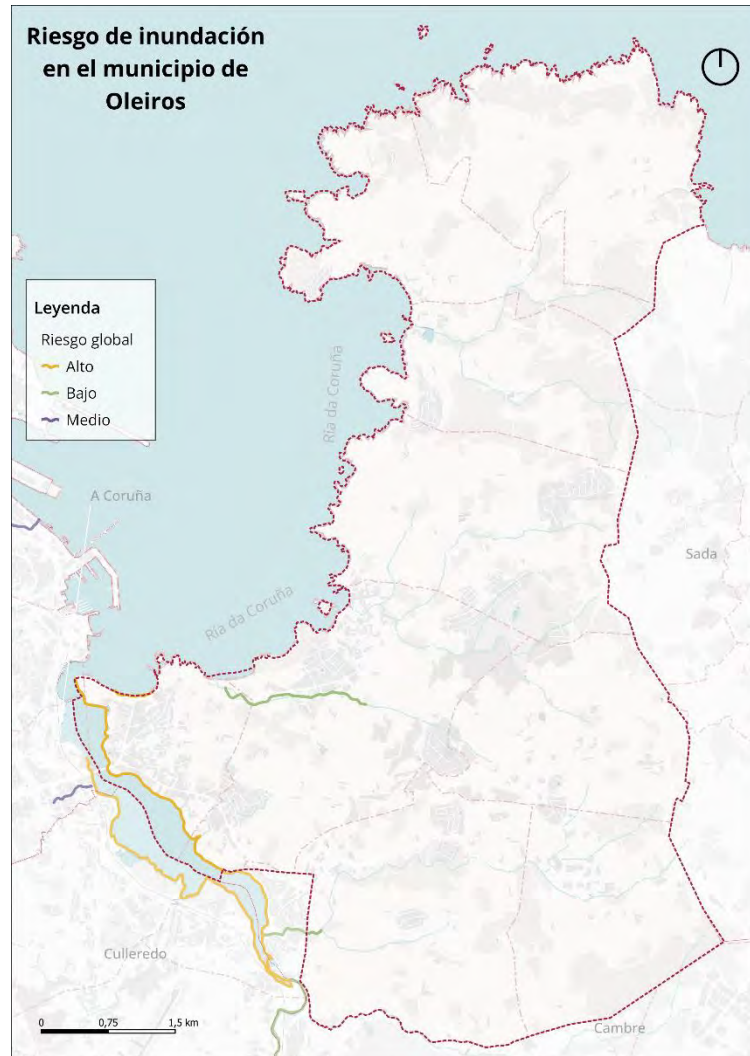 Riesgo de inundación
en el municipio de
Oleiros
Leyenda
Riesgo global
Alto
Bajo
Medio
Ría da Coruña
A Coruña
Sada
Ría da Coruña
Culleredo
Cambre
0 0,75 1,5 km